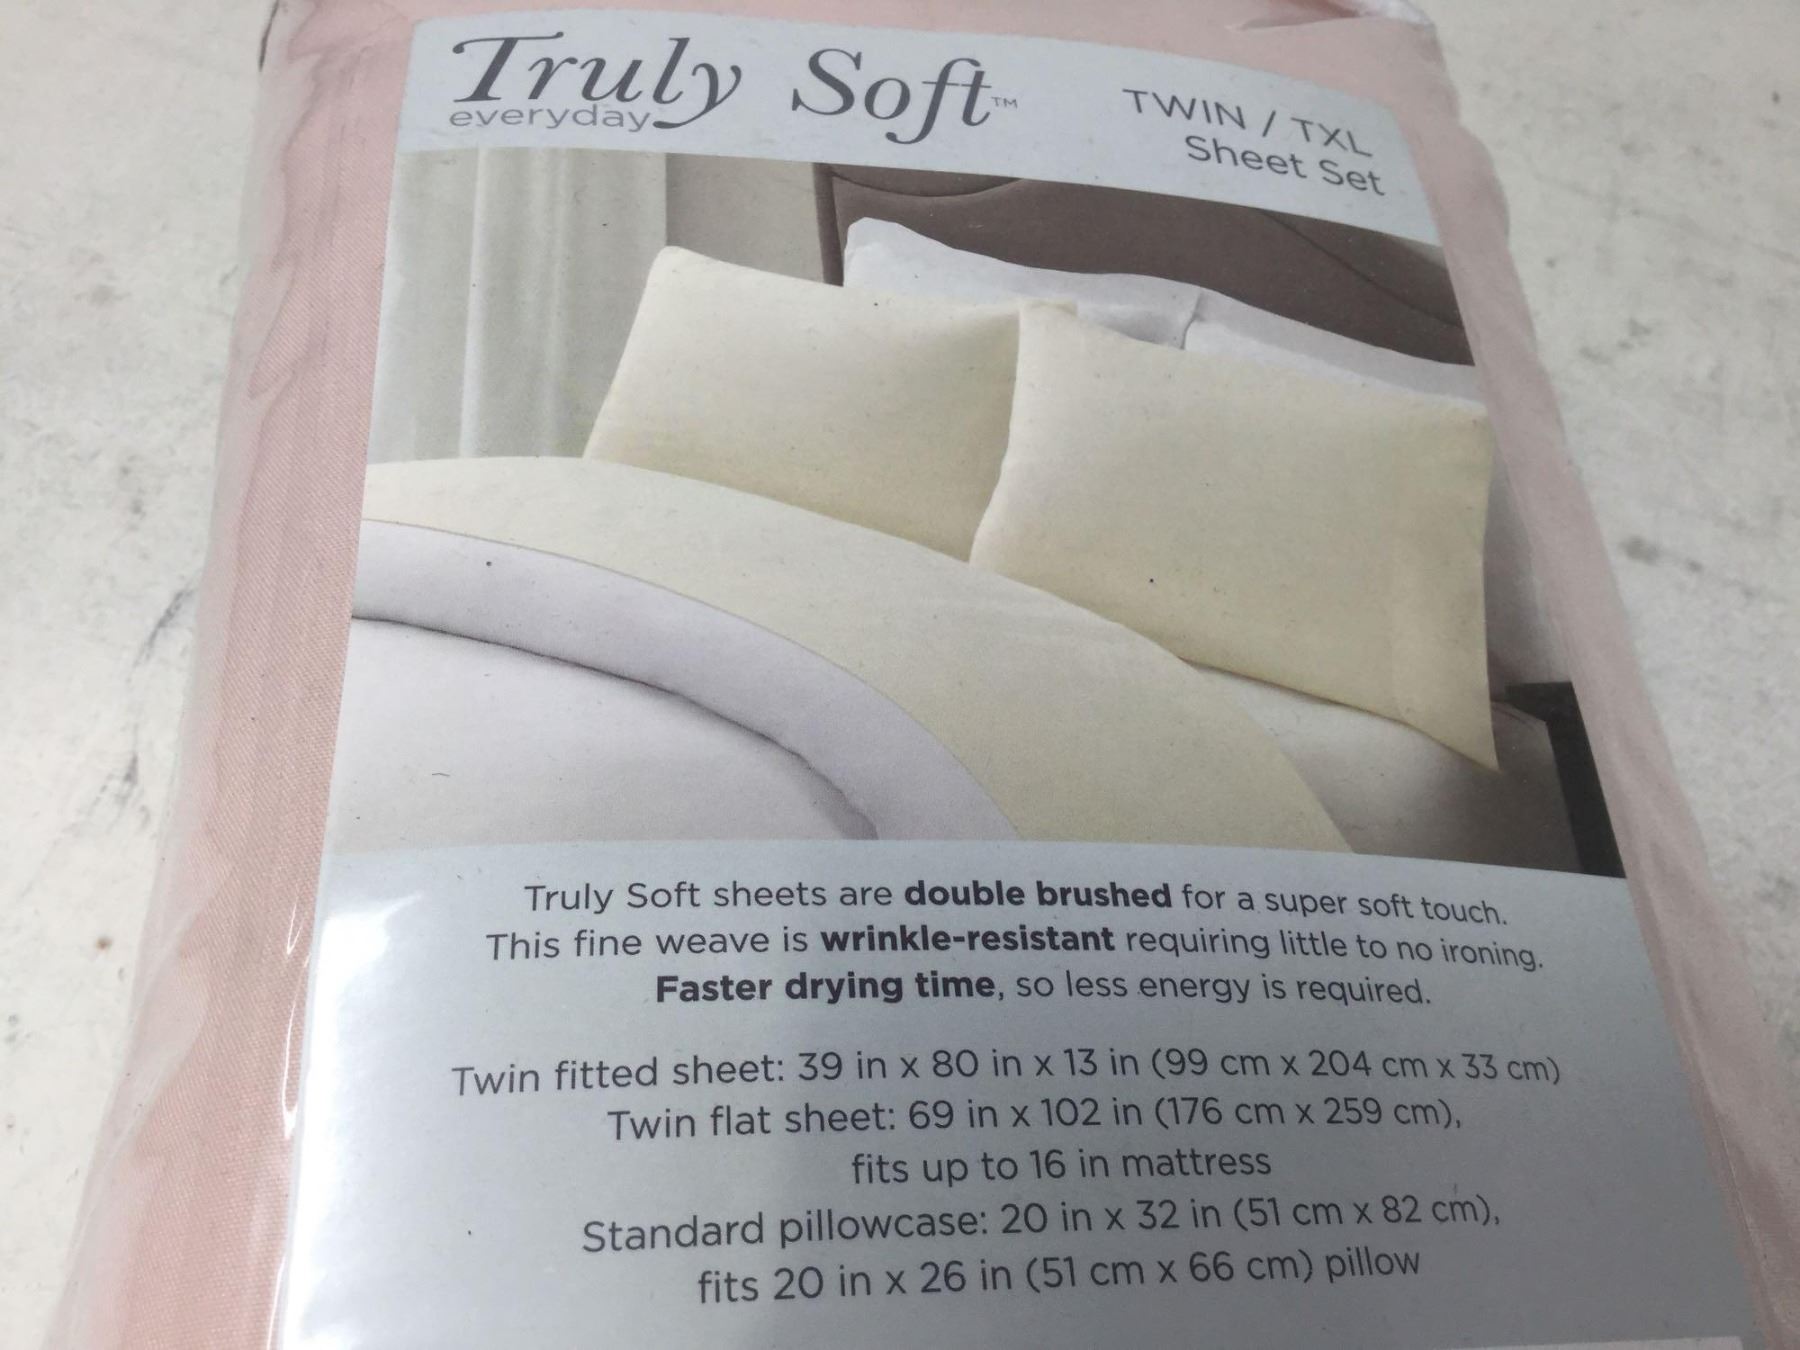 Truly Soft™
everyday
TWIN / TXL
Sheet Set
Truly Soft sheets are double brushed for a super soft touch.
This fine weave is wrinkle-resistant requiring little to no ironing.
Faster drying time, so less energy is required.
Twin fitted sheet: 39 in x 80 in x 13 in (99 cm x 204 cm x 33 cm)
Twin flat sheet: 69 in x 102 in (176 cm x 259 cm),
fits up to 16 in mattress
Standard pillowcase: 20 in x 32 in (51 cm x 82 cm),
fits 20 in x 26 in (51 cm x 66 cm) pillow